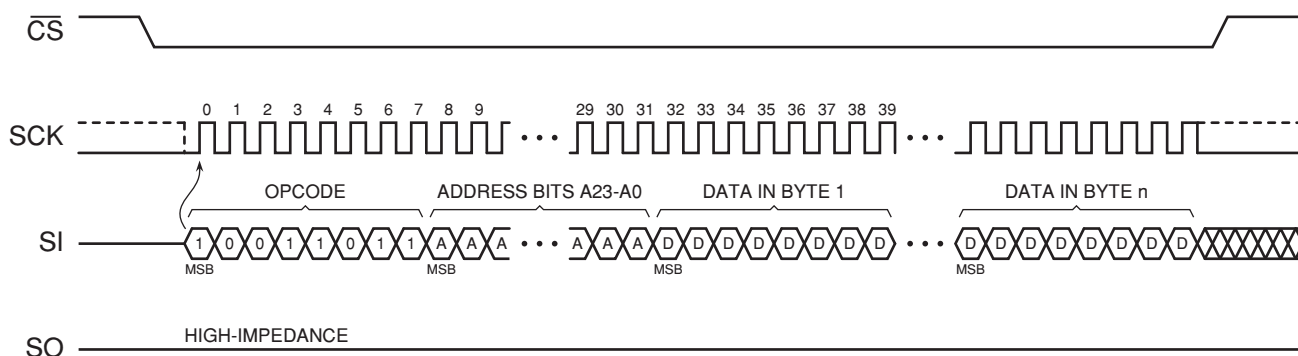 CS
0 1 2 3 4 5 6 7 8 9 29 30 31 32 33 34 35 36 37 38 39
SCK
OPCODE ADDRESS BITS A23-A0 DATA IN BYTE 1 DATA IN BYTE n
SI 1 0 0 1 1 0 1 1 A A A A A A D D D D D D D D D D D D D D D D
MSB MSB MSB MSB
HIGH-IMPEDANCE
SO